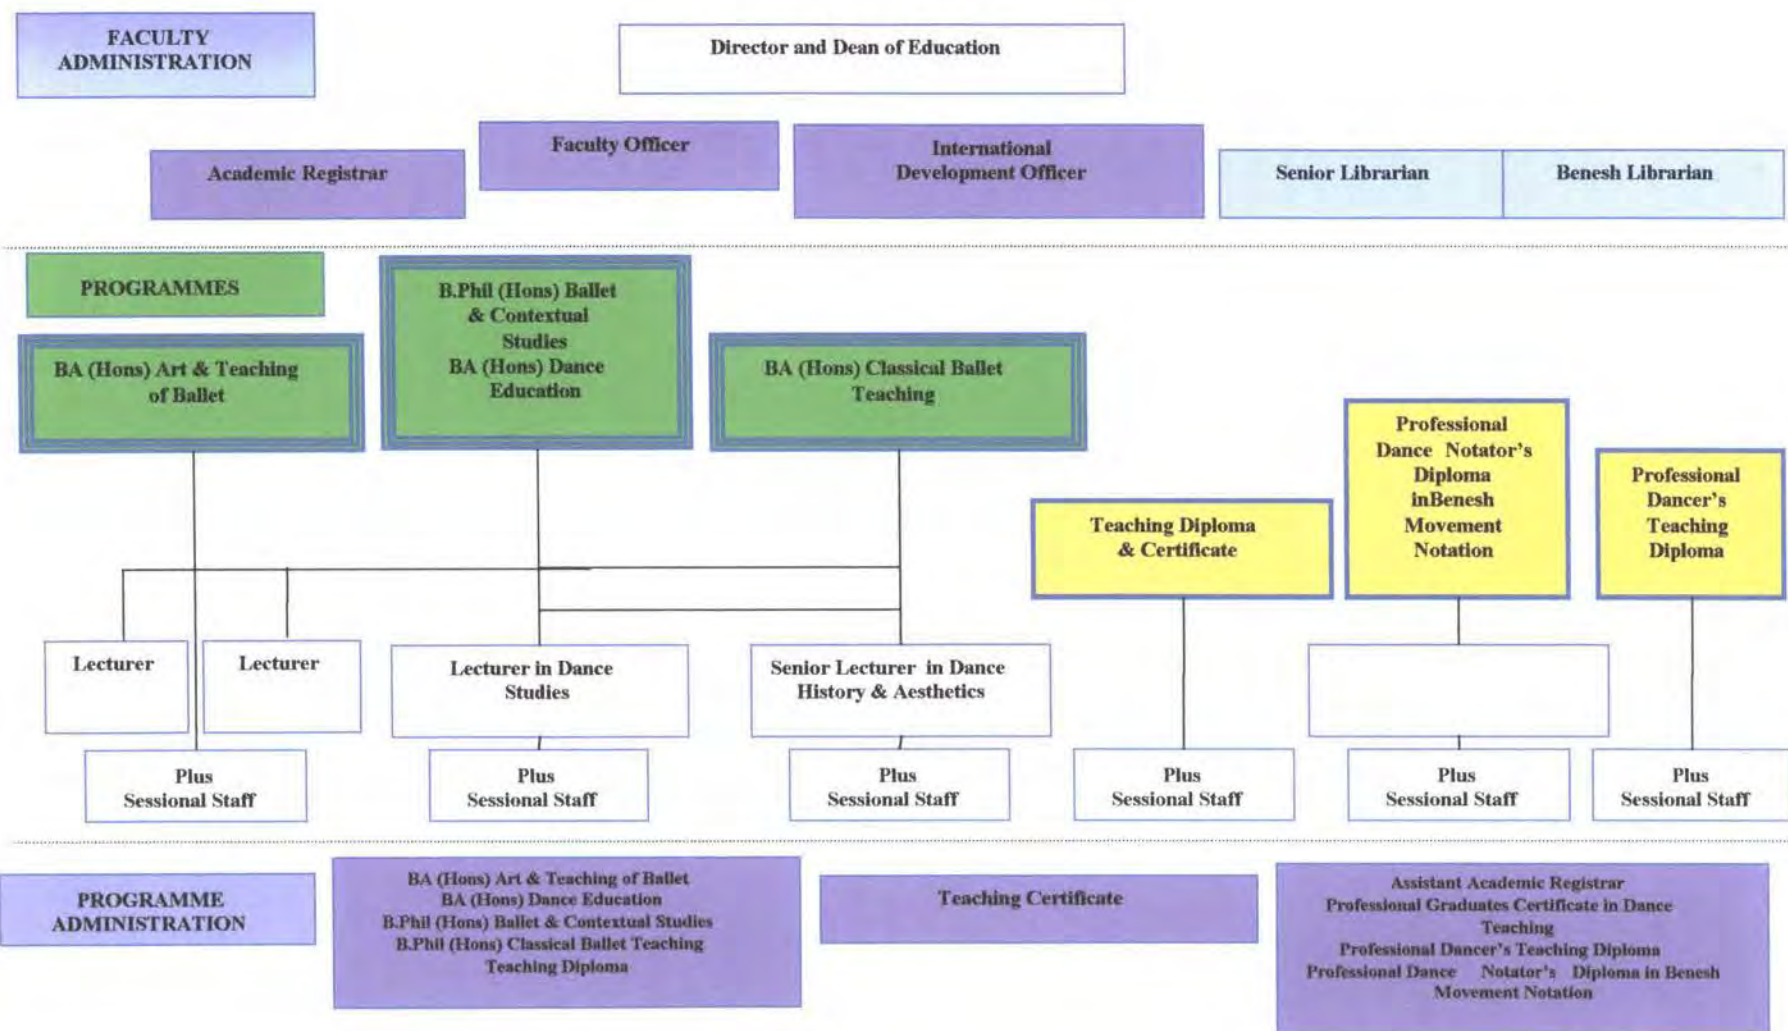 FACULTY
ADMINISTRATION
Director and Dean of Education
Academic Registrar
Faculty Officer
International
Development Officer
Senior Librarian
Benesh Librarian
PROGRAMMES
BA (Hons) Art & Teaching
of Ballet
B.Phil (Hons) Ballet
& Contextual
Studies
BA (Hons) Dance
Education
BA (Hons) Classical Ballet
Teaching
Teaching Diploma
& Certificate
Professional
Dance Notator's
Diploma
inBenesh
Movement
Notation
Professional
Dancer's
Teaching
Diploma
Lecturer
Lecturer
Lecturer in Dance
Studies
Senior Lecturer in Dance
History & Aesthetics
Plus
Sessional Staff
Plus
Sessional Staff
Plus
Sessional Staff
Plus
Sessional Staff
Plus
Sessional Staff
Plus
Sessional Staff
PROGRAMME
ADMINISTRATION
BA (Hons) Art & Teaching of Ballet
BA (Hons) Dance Education
B.Phil (Hons) Ballet & Contextual Studies
B.Phil (Hons) Classical Ballet Teaching
Teaching Diploma
Teaching Certificate
Assistant Academic Registrar
Professional Graduates Certificate in Dance
Teaching
Professional Dancer's Teaching Diploma
Professional Dance Notator's Diploma in Benesh
Movement Notation